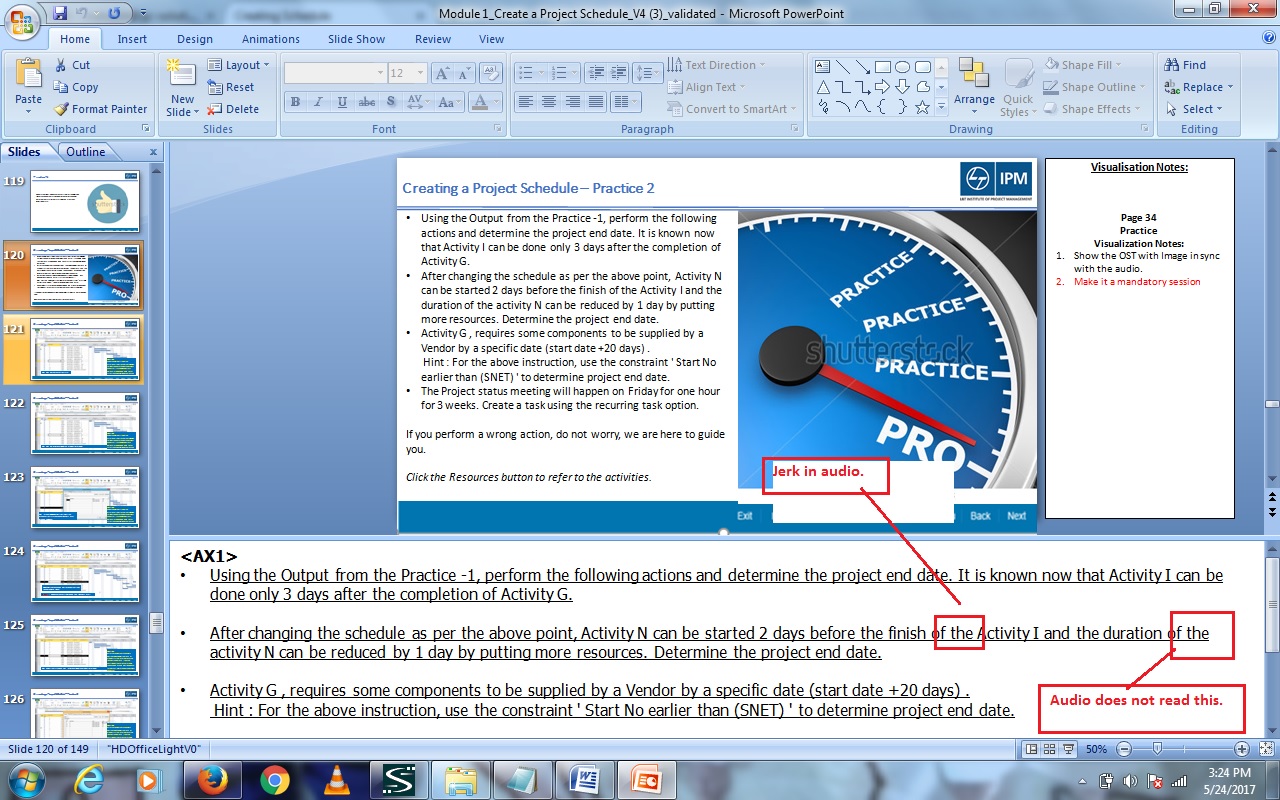 Module 1_Create a Project Schedule_V4 (3)_validated - Microsoft PowerPoint
Home Insert Design Animations Slide Show Review View
Paste
Cut
Copy
Format Painter
Clipboard
New Slide
Layout
Reset
Delete
Slides
12
Font
Text Direction
Align Text
Convert to SmartArt
Paragraph
Arrange
Quick Styles
Shape Fill
Shape Outline
Shape Effects
Drawing
Find
Replace
Select
Editing
Slides Outline x
119
120
121
122
123
124
125
126
Creating a Project Schedule – Practice 2
IPM
L&T INSTITUTE OF PROJECT MANAGEMENT
• Using the Output from the Practice -1, perform the following
actions and determine the project end date. It is known now
that Activity I can be done only 3 days after the completion of
Activity G.
• After changing the schedule as per the above point, Activity N
can be started 2 days before the finish of the Activity I and the
duration of the activity N can be reduced by 1 day by putting
more resources. Determine the project end date.
• Activity G , requires some components to be supplied by a
Vendor by a spcific date (start date +20 days) .
Hint : For the above instruction, use the constraint ' Start No
earlier than (SNET) ' to determine project end date.
• The Project status meeting will happen on Friday for one hour
for 3 weeks. Create a task using the recurring task option.
If you perform a wrong action, do not worry, we are here to guide
you.
Click the Resources button to refer to the activities.
PRACTICE
PRACTICE
PRACTICE
PRO
shutterstock
Jerk in audio.
Exit Back Next
Visualisation Notes:
Page 34
Practice
Visualization Notes:
1. Show the OST with Image in sync
with the audio.
2. Make it a mandatory session
<AX1>
• Using the Output from the Practice -1, perform the following actions and determine the project end date. It is known now that Activity I can be
done only 3 days after the completion of Activity G.
• After changing the schedule as per the above point, Activity N can be started 2 days before the finish of the Activity I and the duration of the
activity N can be reduced by 1 day by putting more resources. Determine the project end date.
• Activity G , requires some components to be supplied by a Vendor by a spcific date (start date +20 days) .
Hint : For the above instruction, use the constraint ' Start No earlier than (SNET) ' to determine project end date.
Audio does not read this.
Slide 120 of 149 "HDOfficeLightV0" 50%
3:24 PM
5/24/2017